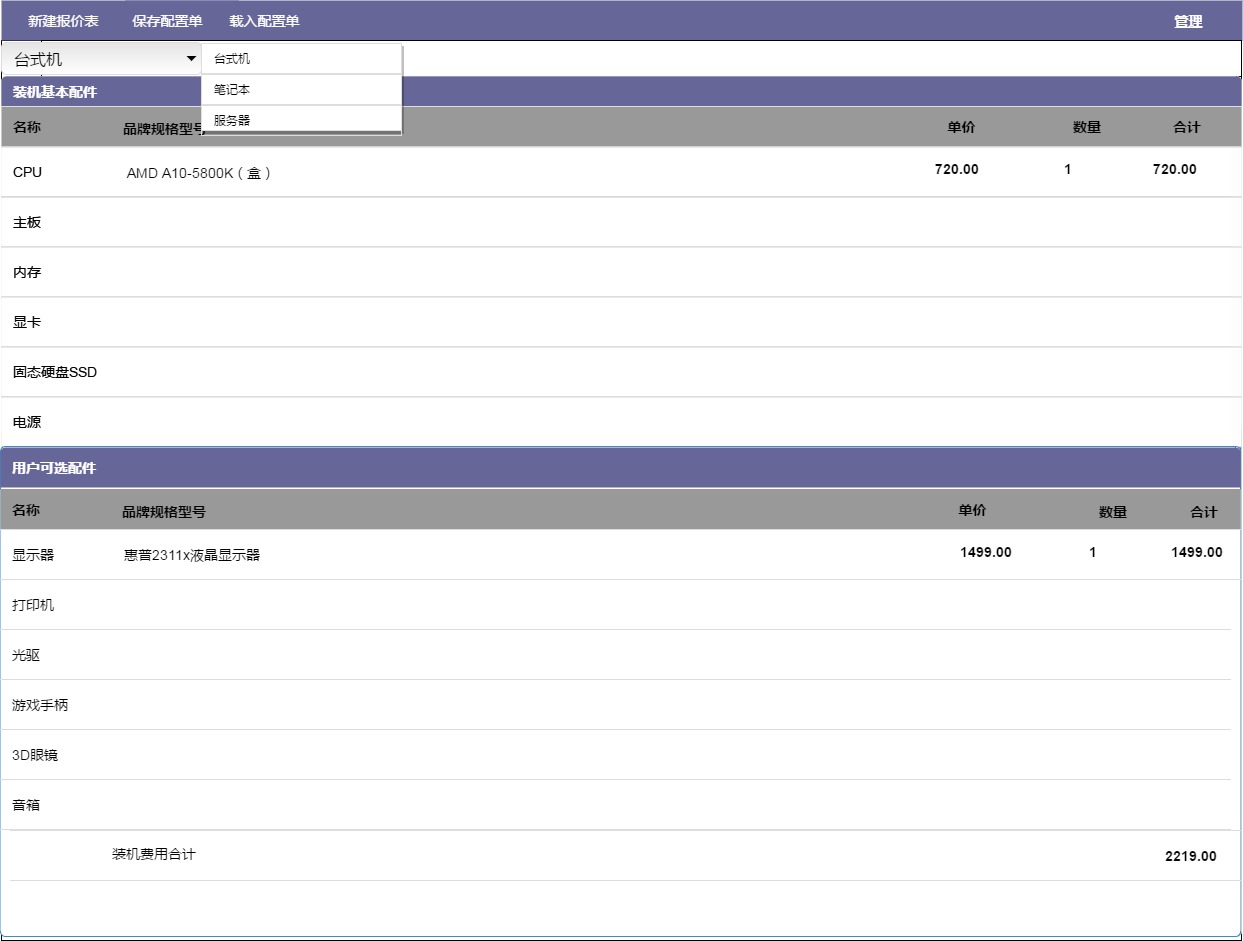 新建报价表 保存配置单 载入配置单 管理
台式机 台式机
笔记本
装机基本配件
服务器
名称 品牌规格型号 单价 数量 合计
CPU AMD A10-5800K（盒） 720.00 1 720.00
主板
内存
显卡
固态硬盘SSD
电源
用户可选配件
名称 品牌规格型号 单价 数量 合计
显示器 惠普2311x液晶显示器 1499.00 1 1499.00
打印机
光驱
游戏手柄
3D眼镜
音箱
装机费用合计 2219.00